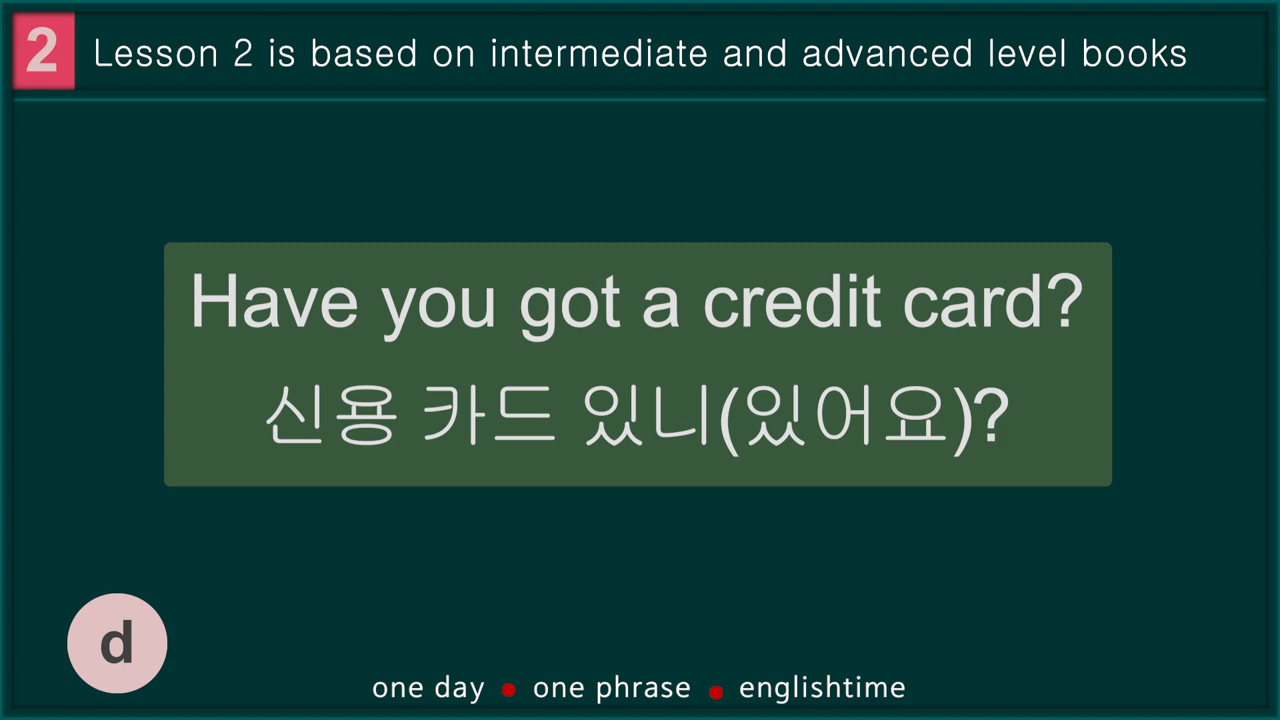 2 Lesson 2 is based on intermediate and advanced level books
Have you got a credit card?
신용 카드 있니(있어요)?
d
one day ● one phrase ● englishtime